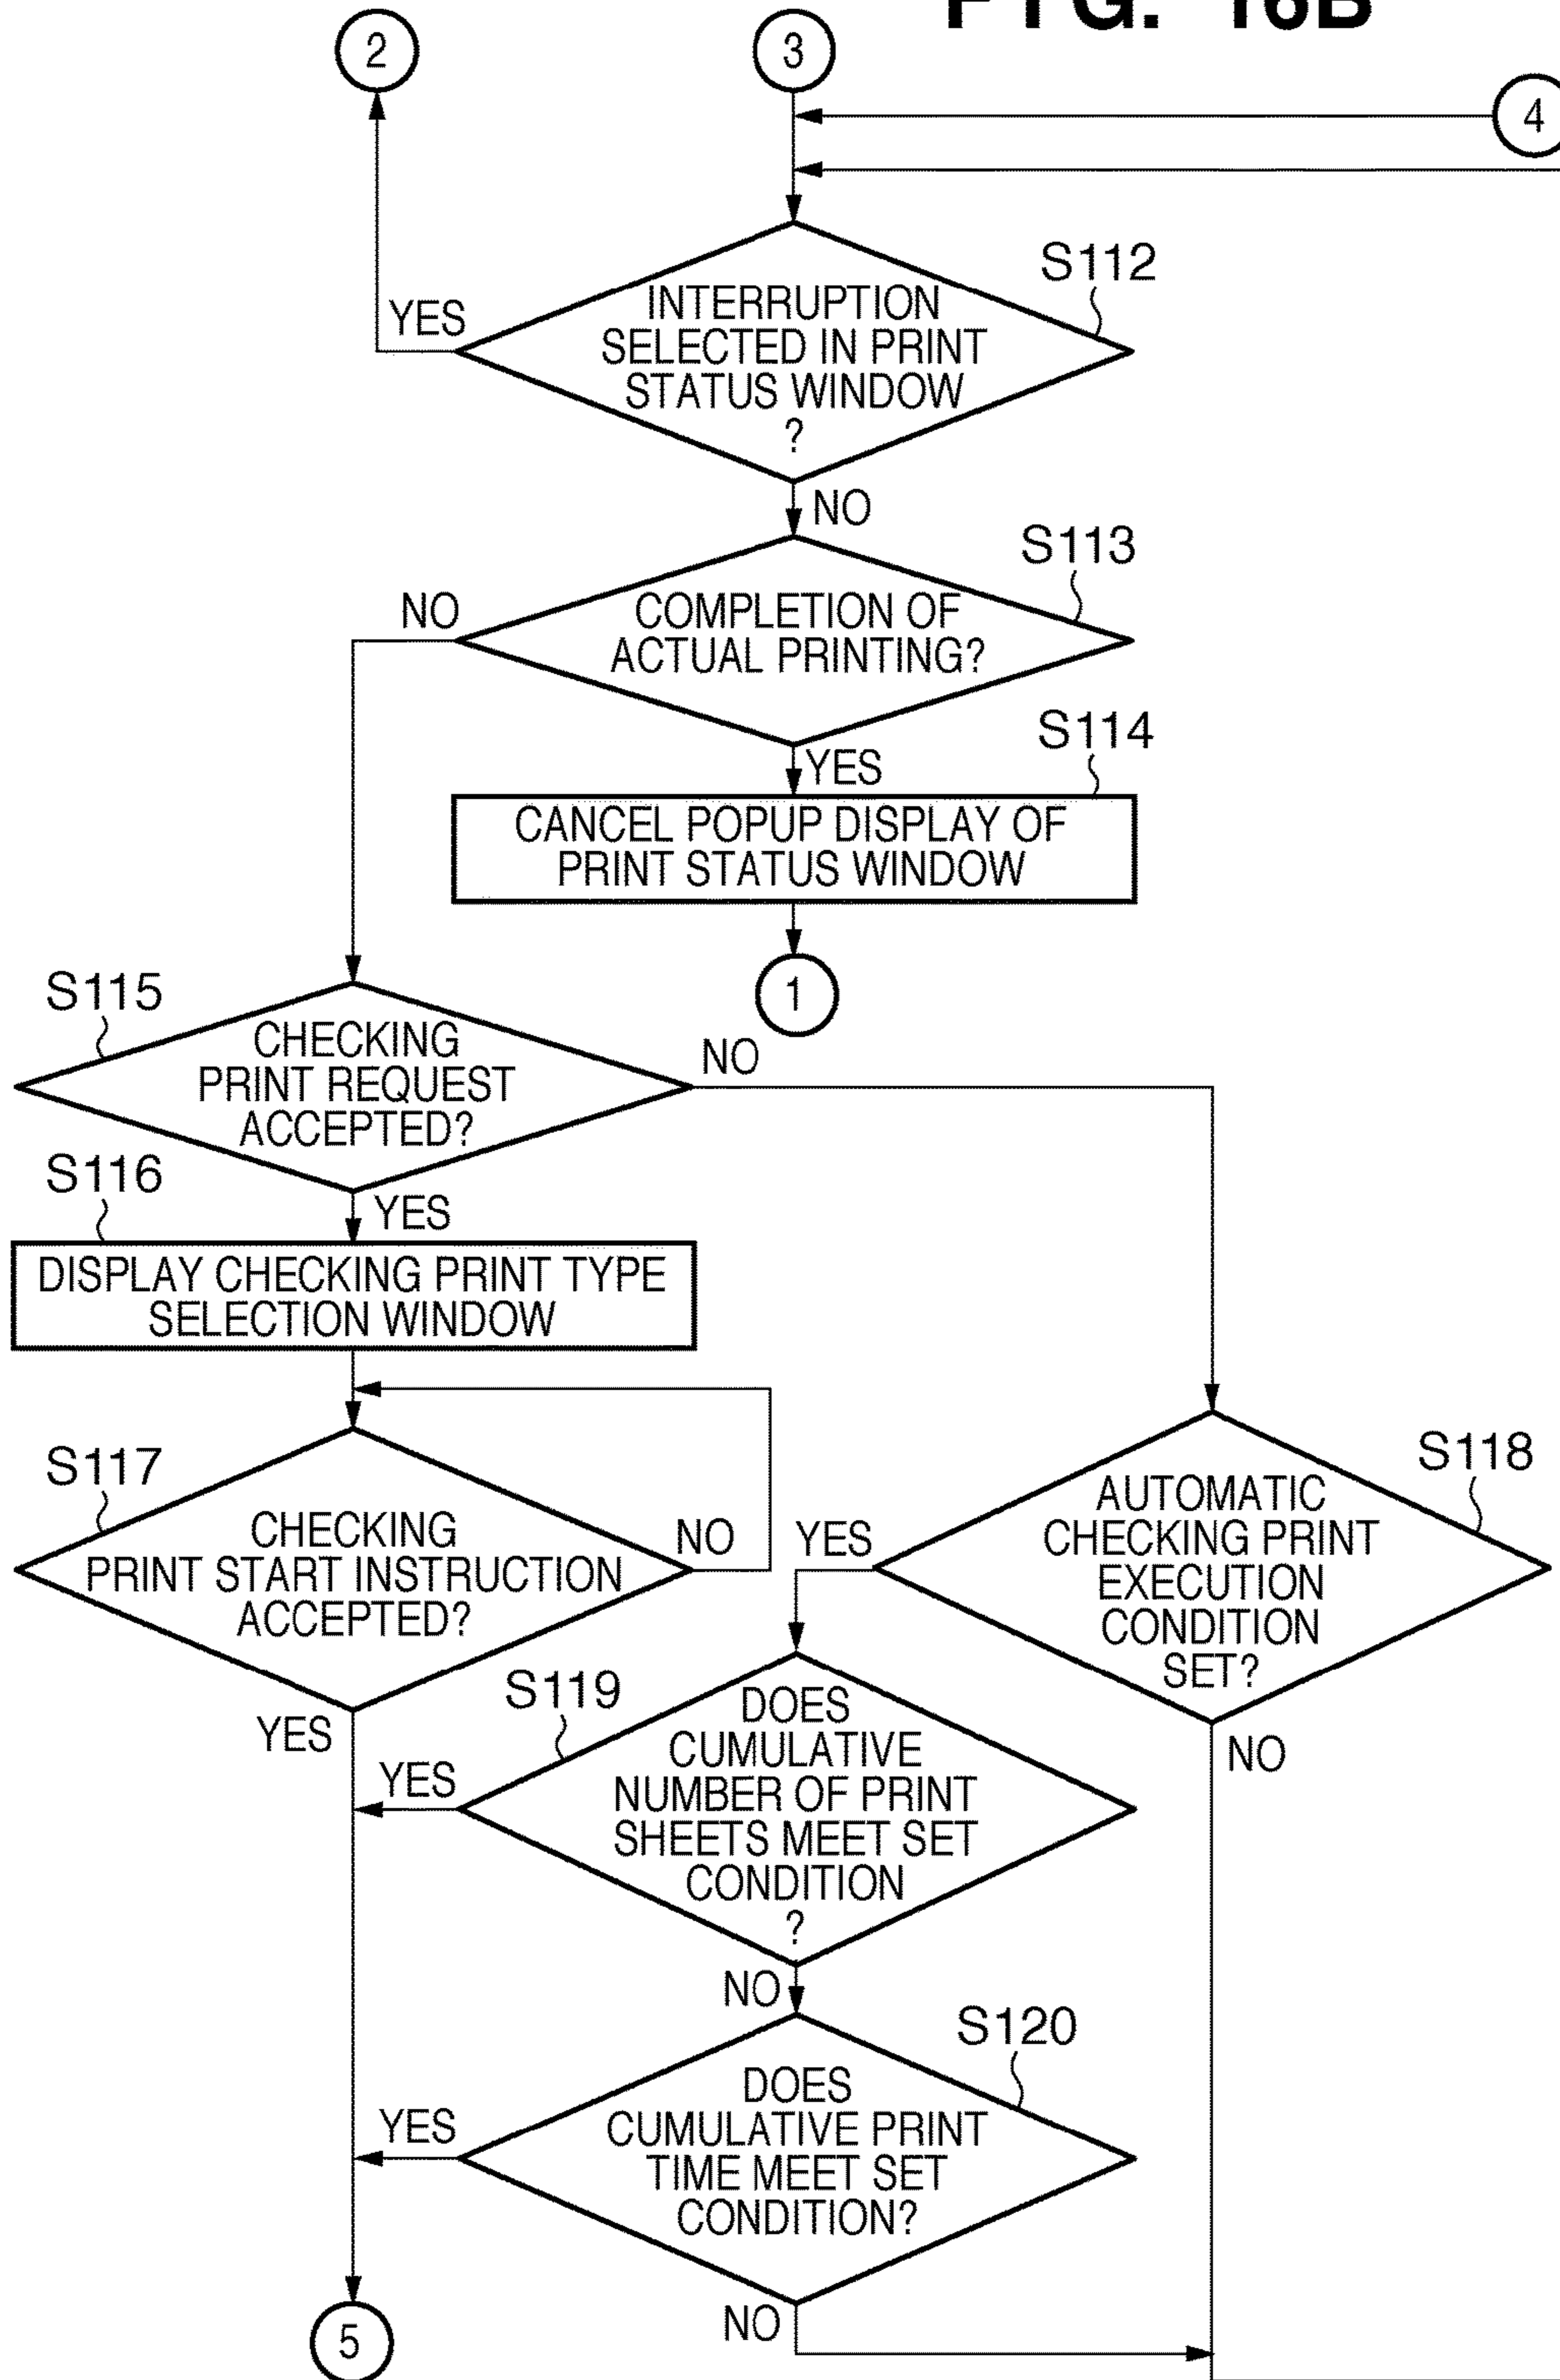 FIG. 16B
2
3
4
S112
INTERRUPTION
SELECTED IN PRINT
STATUS WINDOW
?
YES
NO
S113
COMPLETION OF
ACTUAL PRINTING?
NO
YES
S114
CANCEL POPUP DISPLAY OF
PRINT STATUS WINDOW
1
S115
CHECKING
PRINT REQUEST
ACCEPTED?
NO
YES
S116
DISPLAY CHECKING PRINT TYPE
SELECTION WINDOW
S117
CHECKING
PRINT START INSTRUCTION
ACCEPTED?
NO
YES
S118
AUTOMATIC
CHECKING PRINT
EXECUTION
CONDITION
SET?
YES
NO
S119
DOES
CUMULATIVE
NUMBER OF PRINT
SHEETS MEET SET
CONDITION
?
YES
NO
S120
DOES
CUMULATIVE PRINT
TIME MEET SET
CONDITION?
YES
NO
5